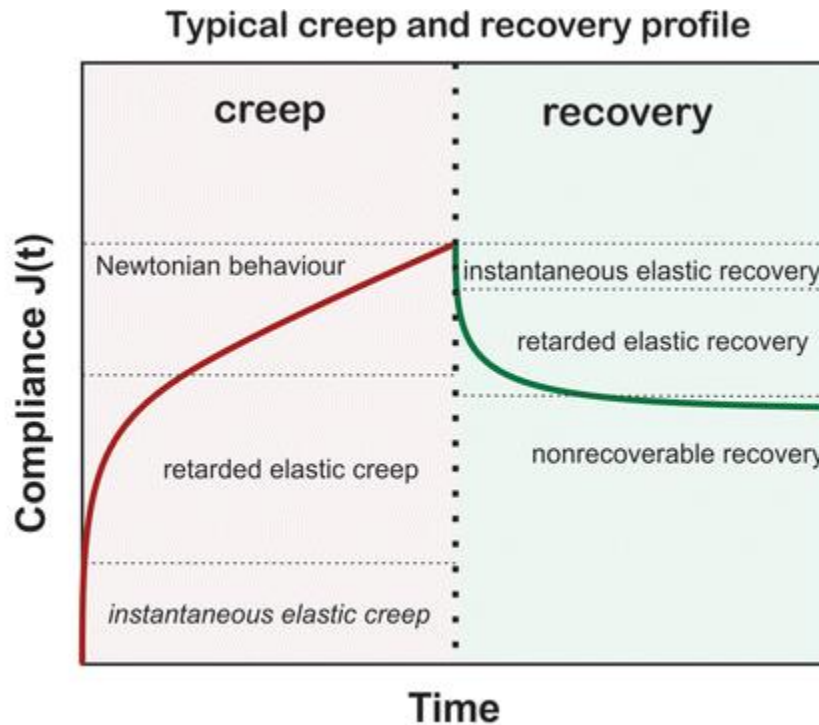 Typical creep and recovery profile
creep
recovery
Compliance J(t)
Newtonian behaviour
instantaneous elastic recovery
retarded elastic recovery
retarded elastic creep
nonrecoverable recovery
instantaneous elastic creep
Time